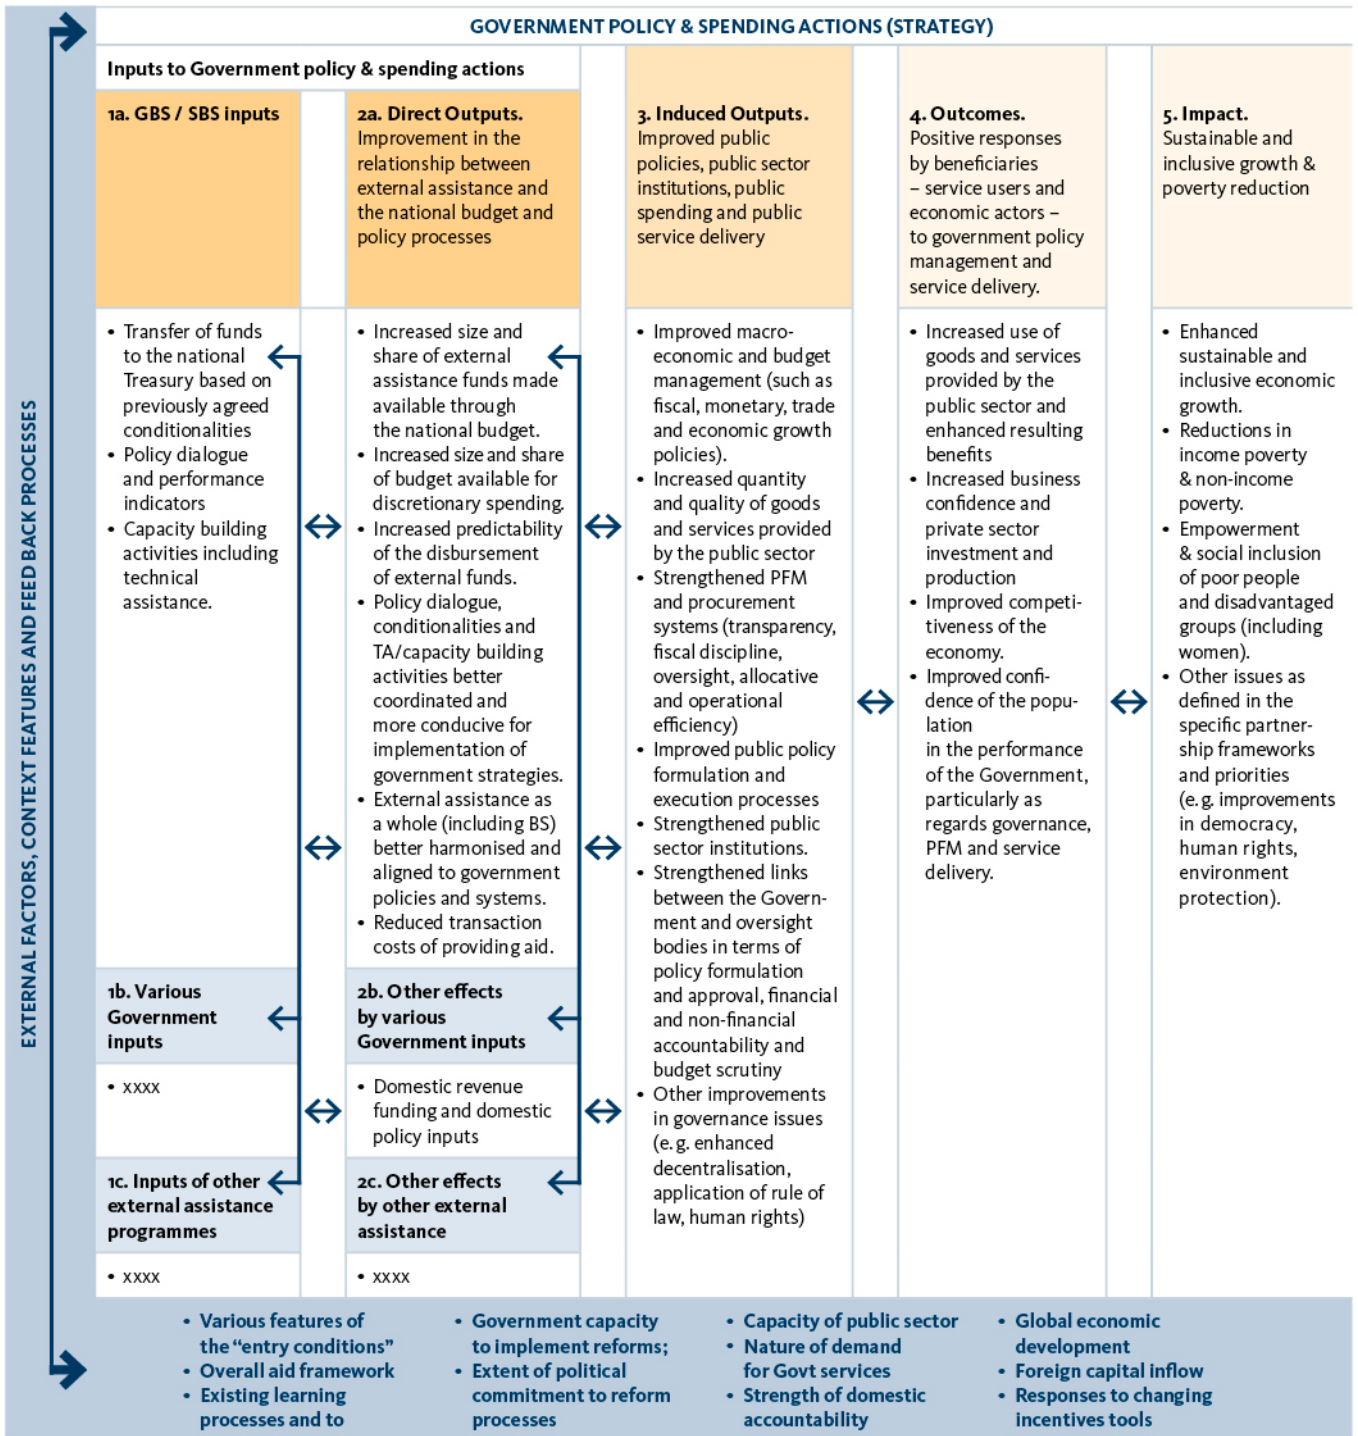 GOVERNMENT POLICY & SPENDING ACTIONS (STRATEGY)
Inputs to Government policy & spending actions
1a. GBS / SBS inputs
2a. Direct Outputs.
Improvement in the
relationship between
external assistance and
the national budget and
policy processes
3. Induced Outputs.
Improved public
policies, public sector
institutions, public
spending and public
service delivery
4. Outcomes.
Positive responses
by beneficiaries
– service users and
economic actors –
to government policy
management and
service delivery.
5. Impact.
Sustainable and
inclusive growth &
poverty reduction
• Transfer of funds
to the national
Treasury based on
previously agreed
conditionalities
• Policy dialogue
and performance
indicators
• Capacity building
activities including
technical
assistance.
• Increased size and
share of external
assistance funds made
available through
the national budget.
• Increased size and share
of budget available for
discretionary spending.
• Increased predictability
of the disbursement
of external funds.
• Policy dialogue,
conditionalities and
TA/capacity building
activities better
coordinated and
more conducive for
implementation of
government strategies.
• External assistance as
a whole (including BS)
better harmonised and
aligned to government
policies and systems.
• Reduced transaction
costs of providing aid.
• Improved macro-
economic and budget
management (such as
fiscal, monetary, trade
and economic growth
policies).
• Increased quantity
and quality of goods
and services provided
by the public sector
• Strengthened PFM
and procurement
systems (transparency,
fiscal discipline,
oversight, allocative
and operational
efficiency)
• Improved public policy
formulation and
execution processes
• Strengthened public
sector institutions.
• Strengthened links
between the Govern-
ment and oversight
bodies in terms of
policy formulation
and approval, financial
and non-financial
accountability and
budget scrutiny
• Other improvements
in governance issues
(e. g. enhanced
decentralisation,
application of rule of
law, human rights)
• Increased use of
goods and services
provided by the
public sector and
enhanced resulting
benefits
• Increased business
confidence and
private sector
investment and
production
• Improved competi-
tiveness of the
economy.
• Improved confi-
dence of the popu-
lation
in the performance
of the Government,
particularly as
regards governance,
PFM and service
delivery.
• Enhanced
sustainable and
inclusive economic
growth.
• Reductions in
income poverty
& non-income
poverty.
• Empowerment
& social inclusion
of poor people
and disadvantaged
groups (including
women).
• Other issues as
defined in the
specific partner-
ship frameworks
and priorities
(e. g. improvements
in democracy,
human rights,
environment
protection).
1b. Various
Government
inputs
• xxxx
1c. Inputs of other
external assistance
programmes
• xxxx
2b. Other effects
by various
Government inputs
• Domestic revenue
funding and domestic
policy inputs
2c. Other effects
by other external
assistance
• xxxx
EXTERNAL FACTORS, CONTEXT FEATURES AND FEED BACK PROCESSES
• Various features of
the “entry conditions”
• Overall aid framework
• Existing learning
processes and to
• Government capacity
to implement reforms;
• Extent of political
commitment to reform
processes
• Capacity of public sector
• Nature of demand
for Govt services
• Strength of domestic
accountability
• Global economic
development
• Foreign capital inflow
• Responses to changing
incentives tools